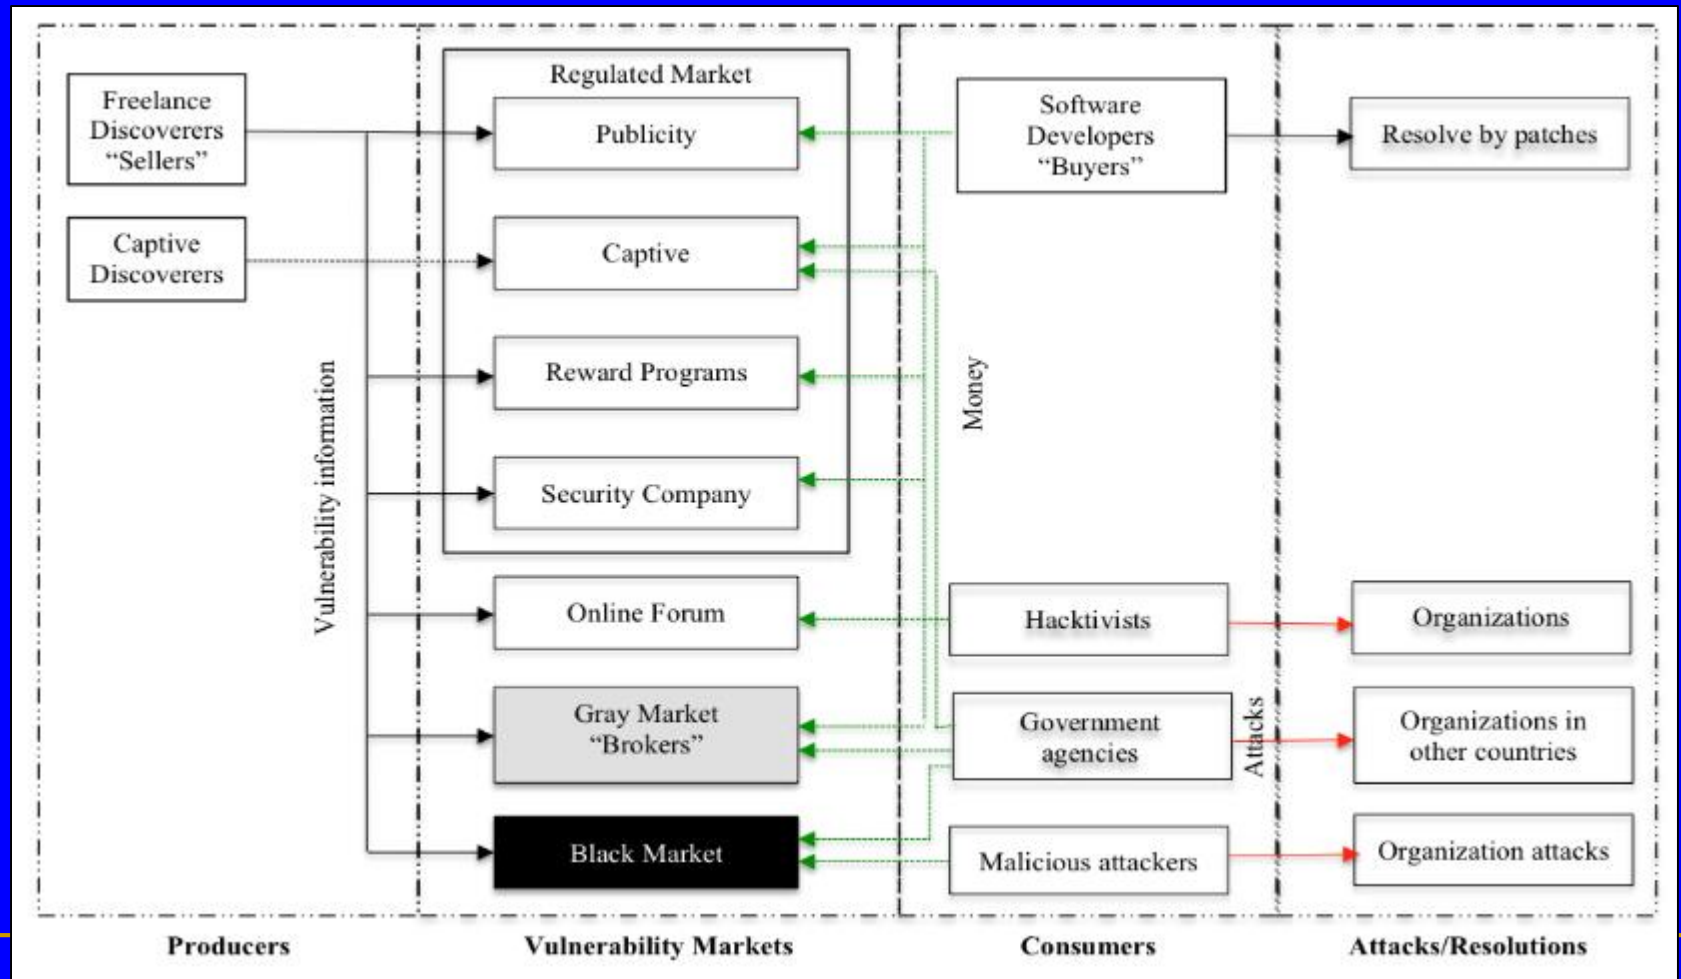 Freelance
Discoverers
“Sellers”
Captive
Discoverers
Vulnerability information
Regulated Market
Publicity
Captive
Reward Programs
Security Company
Online Forum
Gray Market
“Brokers”
Black Market
Money
Software
Developers
“Buyers”
Hacktivists
Government
agencies
Malicious attackers
Attacks
Resolve by patches
Organizations
Organizations in
other countries
Organization attacks
Producers
Vulnerability Markets
Consumers
Attacks/Resolutions